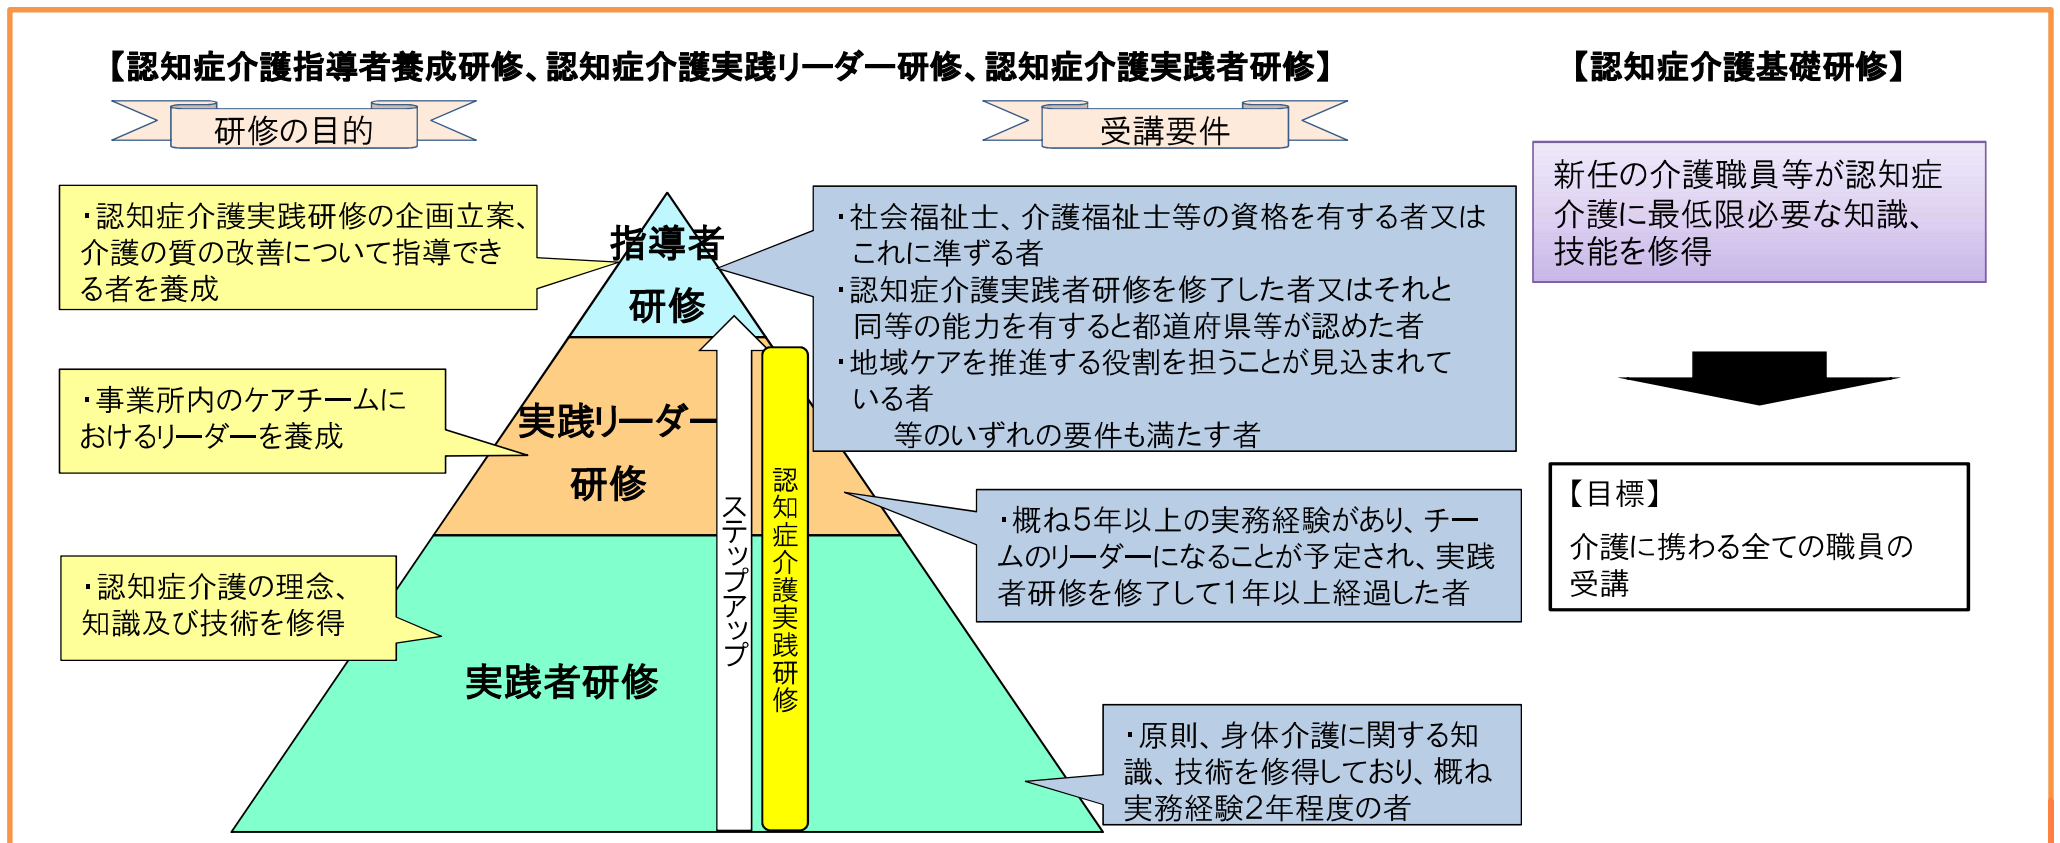 【認知症介護指導者養成研修、認知症介護実践リーダー研修、認知症介護実践者研修】
研修の目的
受講要件
・認知症介護実践研修の企画立案、
介護の質の改善について指導でき
る者を養成
指導者
研修
・社会福祉士、介護福祉士等の資格を有する者又は
これに準ずる者
・認知症介護実践者研修を修了した者又はそれと
同等の能力を有すると都道府県等が認めた者
・地域ケアを推進する役割を担うことが見込まれて
いる者
等のいずれの要件も満たす者
・事業所内のケアチームに
おけるリーダーを養成
実践リーダー
研修
・概ね5年以上の実務経験があり、チー
ムのリーダーになることが予定され、実践
者研修を修了して1年以上経過した者
・認知症介護の理念、
知識及び技術を修得
実践者研修
・原則、身体介護に関する知
識、技術を修得しており、概ね
実務経験2年程度の者
ステップアップ
認知症介護実践研修
【認知症介護基礎研修】
新任の介護職員等が認知症
介護に最低限必要な知識、
技能を修得
【目標】
介護に携わる全ての職員の
受講